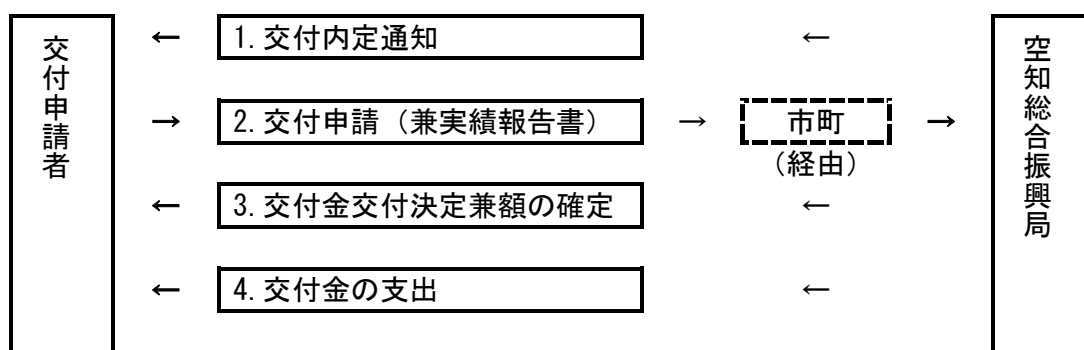 交付申請者
← 1. 交付内定通知 ←
→ 2. 交付申請（兼実績報告書） → 市町 →
（経由）
← 3. 交付金交付決定兼額の確定 ←
← 4. 交付金の支出 ←
空知総合振興局